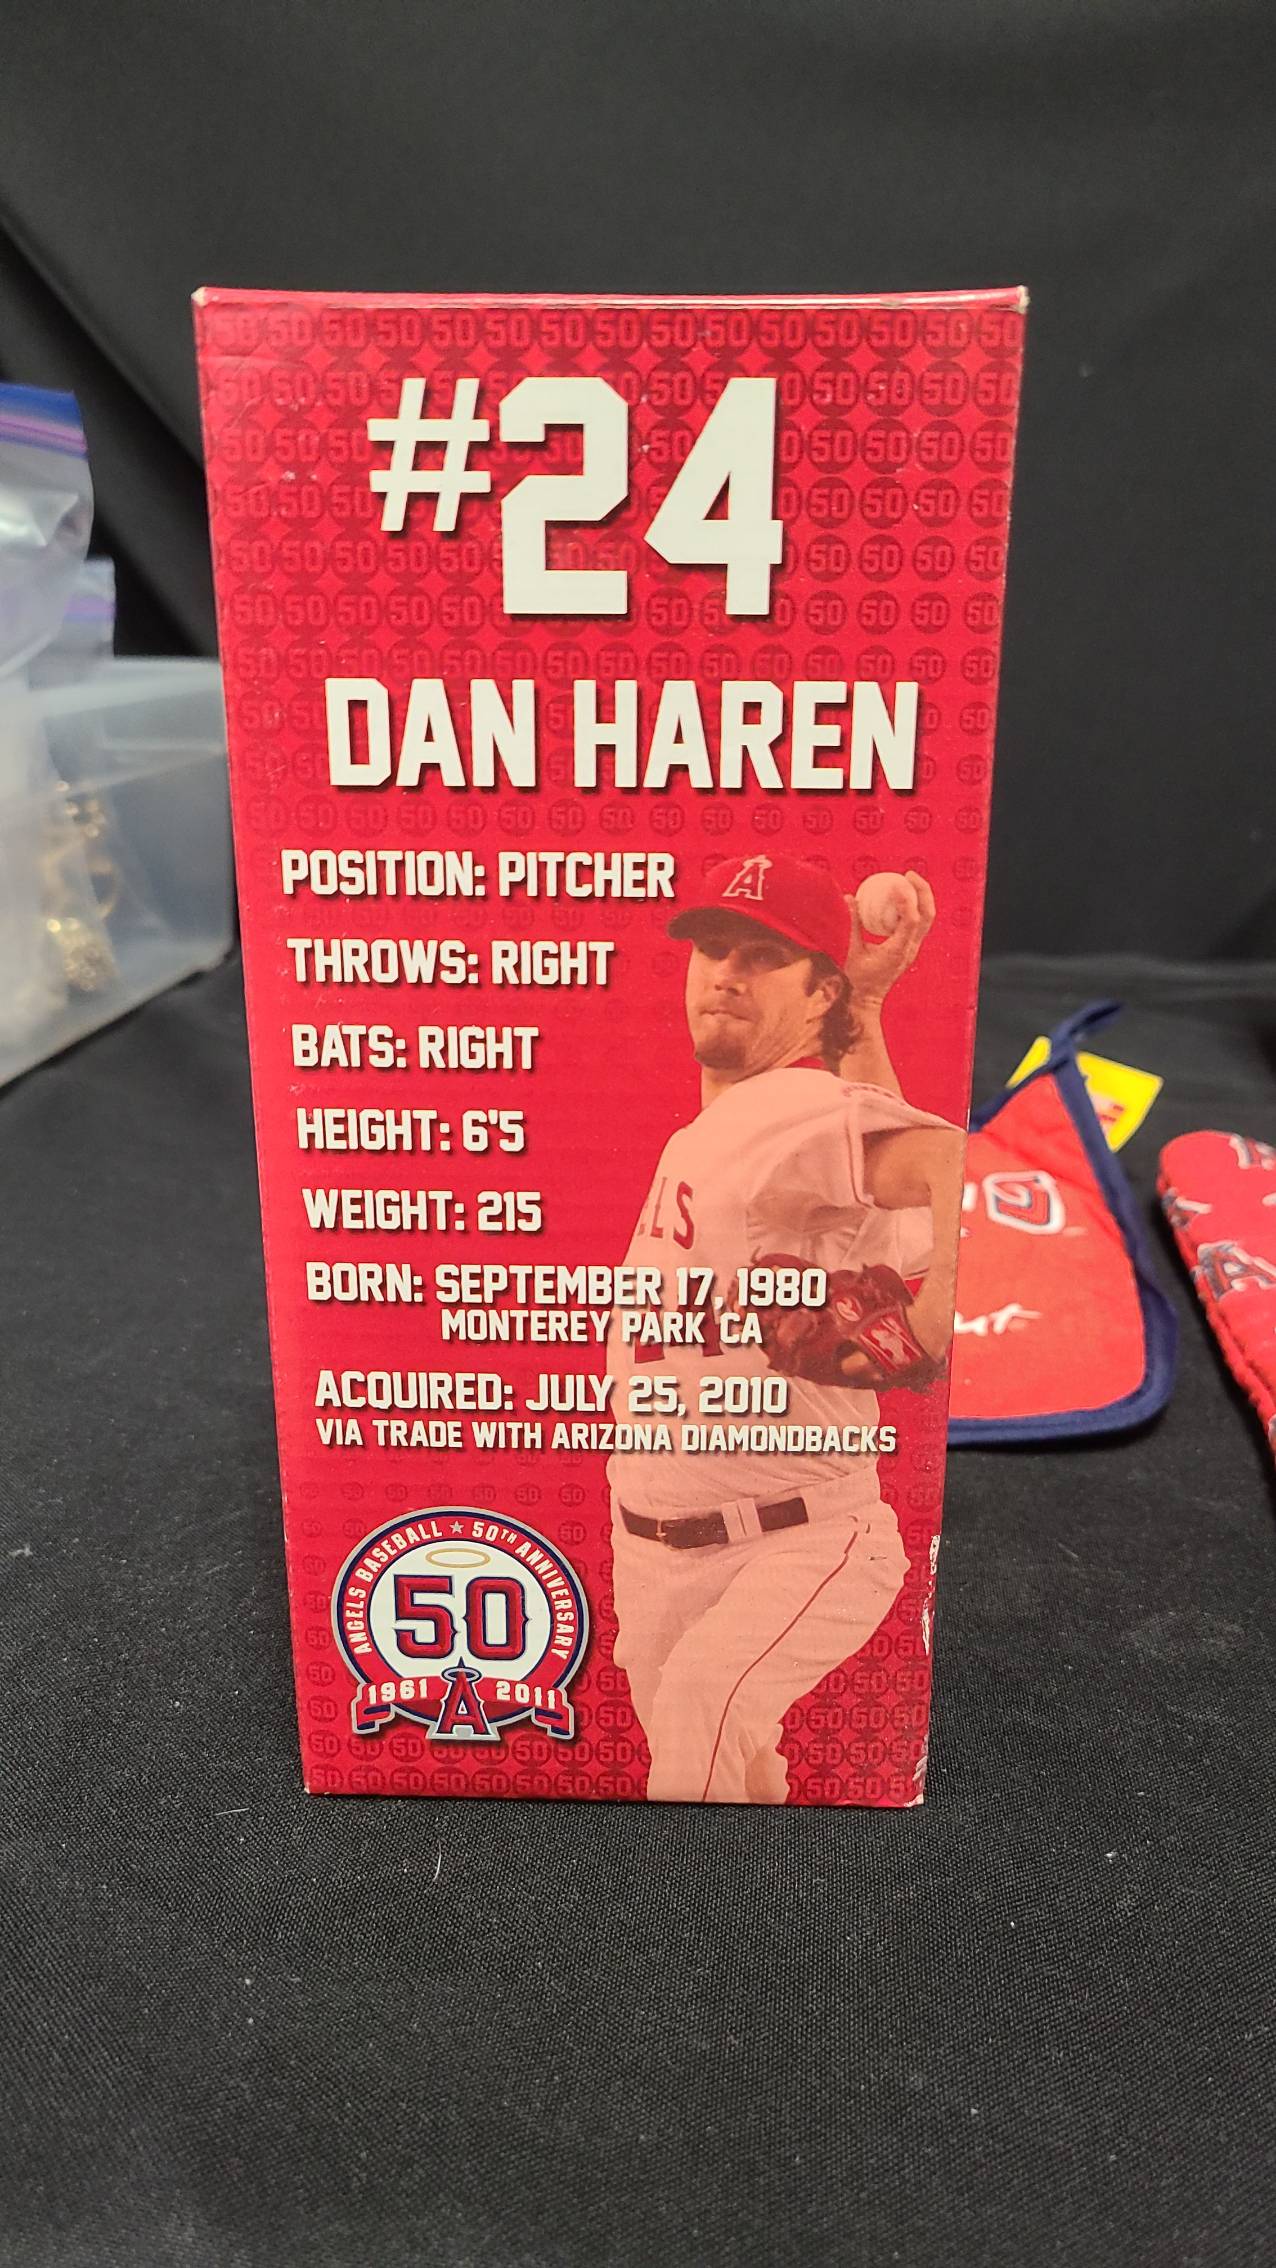 #24
DAN HAREN
POSITION: PITCHER
THROWS: RIGHT
BATS: RIGHT
HEIGHT: 6'5
WEIGHT: 215
BORN: SEPTEMBER 17, 1980
MONTEREY PARK CA
ACQUIRED: JULY 25, 2010
VIA TRADE WITH ARIZONA DIAMONDBACKS
ANGELS BASEBALL ★ 50TH ANNIVERSARY
50
1961 A 2011